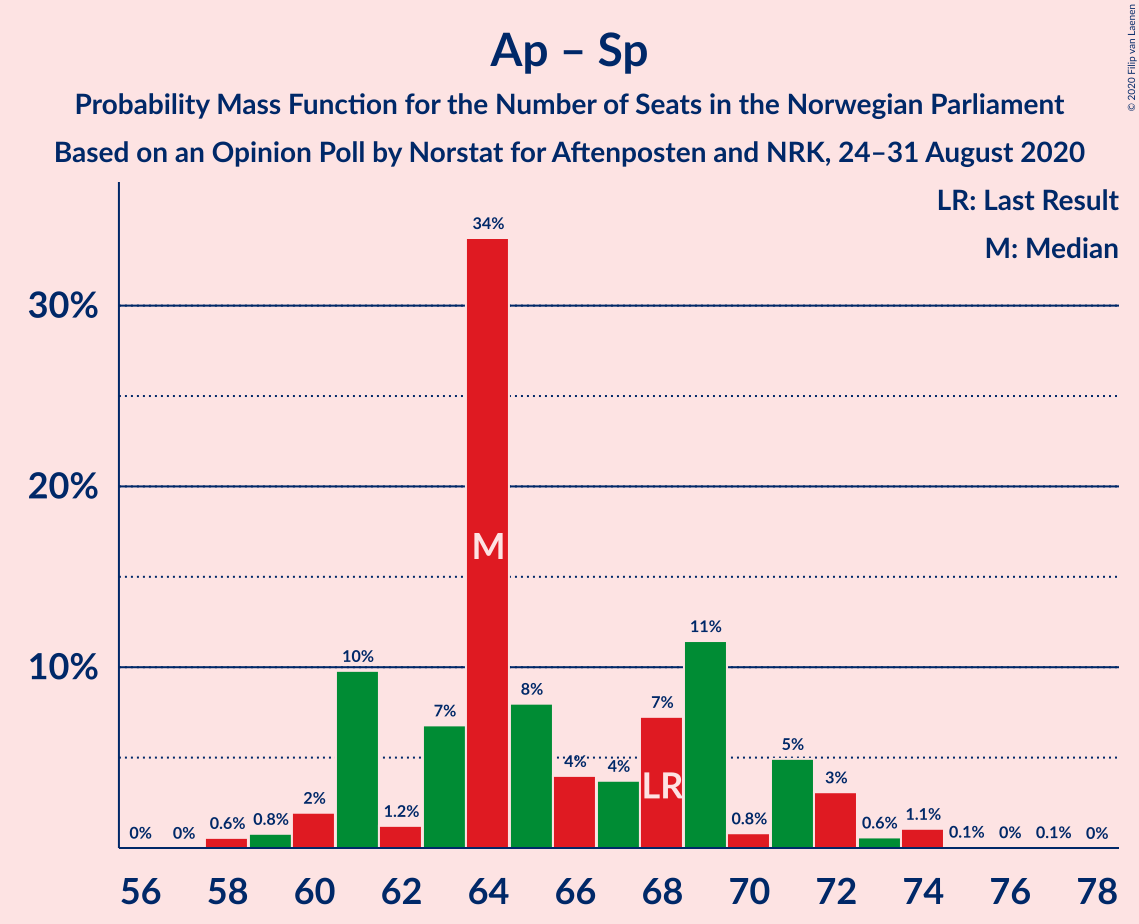 © 2020 Filip van Laenen
Ap – Sp
Probability Mass Function for the Number of Seats in the Norwegian Parliament
Based on an Opinion Poll by Norstat for Aftenposten and NRK, 24–31 August 2020
LR: Last Result
M: Median
34%
30%
20%
M
11%
10%
10%
8%
7%
7%
5%
4%
4%
LR
3%
2%
1.2%
1.1%
0.6%
0.8%
0.8%
0.6%
0%
0%
0.1%
0%
0.1%
0%
56 58 60 62 64 66 68 70 72 74 76 78